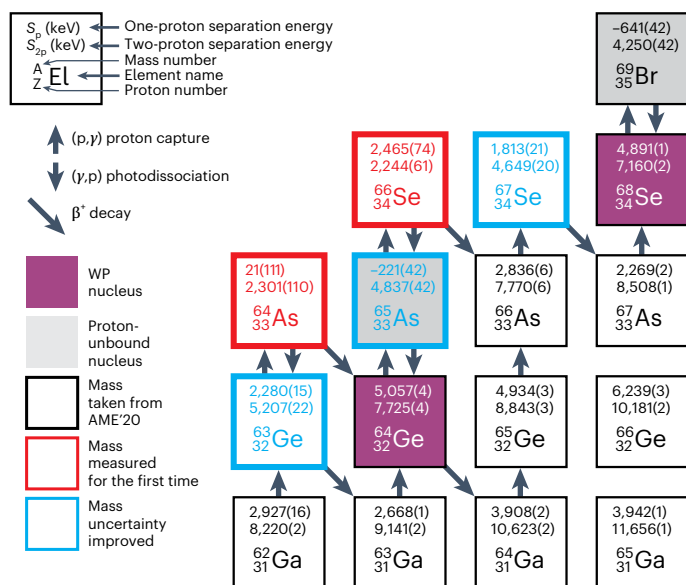 S_p (keV)
One-proton separation energy
S_2p (keV)
Two-proton separation energy
A
Mass number
El
Element name
Z
Proton number
(p,γ) proton capture
(γ,p) photodissociation
β⁺ decay
WP
nucleus
Proton-
unbound
nucleus
Mass
taken from
AME'20
Mass
measured
for the first time
Mass
uncertainty
improved
−641(42)
4,250(42)
69
35 Br
2,465(74)
2,244(61)
66
34 Se
1,813(21)
4,649(20)
67
34 Se
4,891(1)
7,160(2)
68
34 Se
21(111)
2,301(110)
64
33 As
−221(42)
4,837(42)
65
33 As
2,836(6)
7,770(6)
66
33 As
2,269(2)
8,508(1)
67
33 As
2,280(15)
5,207(22)
63
32 Ge
5,057(4)
7,725(4)
64
32 Ge
4,934(3)
8,843(3)
65
32 Ge
6,239(3)
10,181(2)
66
32 Ge
2,927(16)
8,220(2)
62
31 Ga
2,668(1)
9,141(2)
63
31 Ga
3,908(2)
10,623(2)
64
31 Ga
3,942(1)
11,656(1)
65
31 Ga